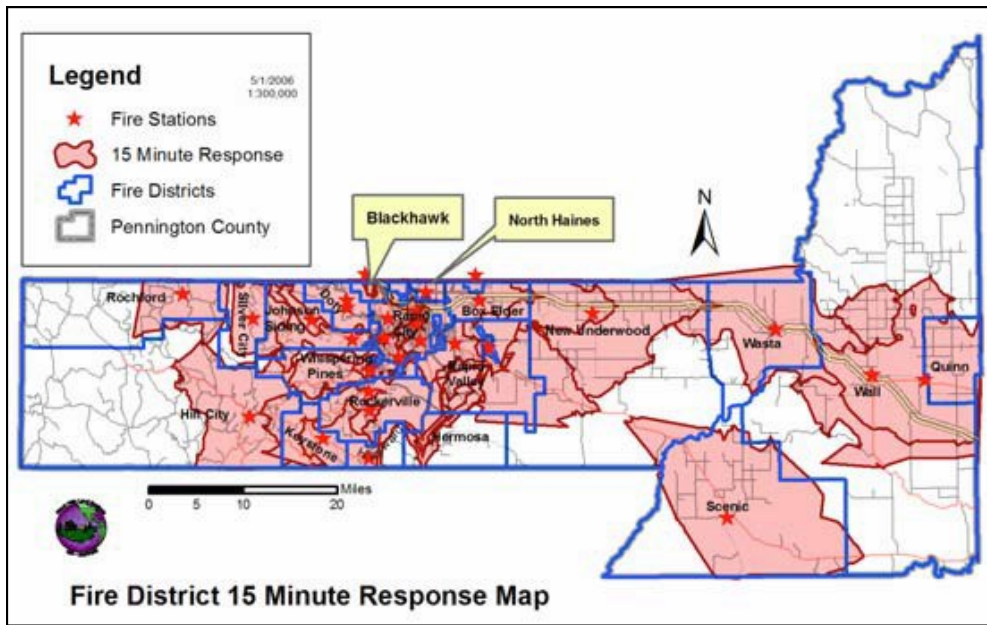 Legend
5/1/2006
1:300,000
Fire Stations
15 Minute Response
Fire Districts
Pennington County
Blackhawk
North Haines
N
Rochford
Silver City
Johnson
Siding
Rapid
City
Box Elder
New Underwood
Wasta
Whispering
Pines
Rapid
Valley
Quinn
Wall
Hill City
Rockerville
Keystone
Hermosa
Scenic
Miles
0 5 10 20
Fire District 15 Minute Response Map